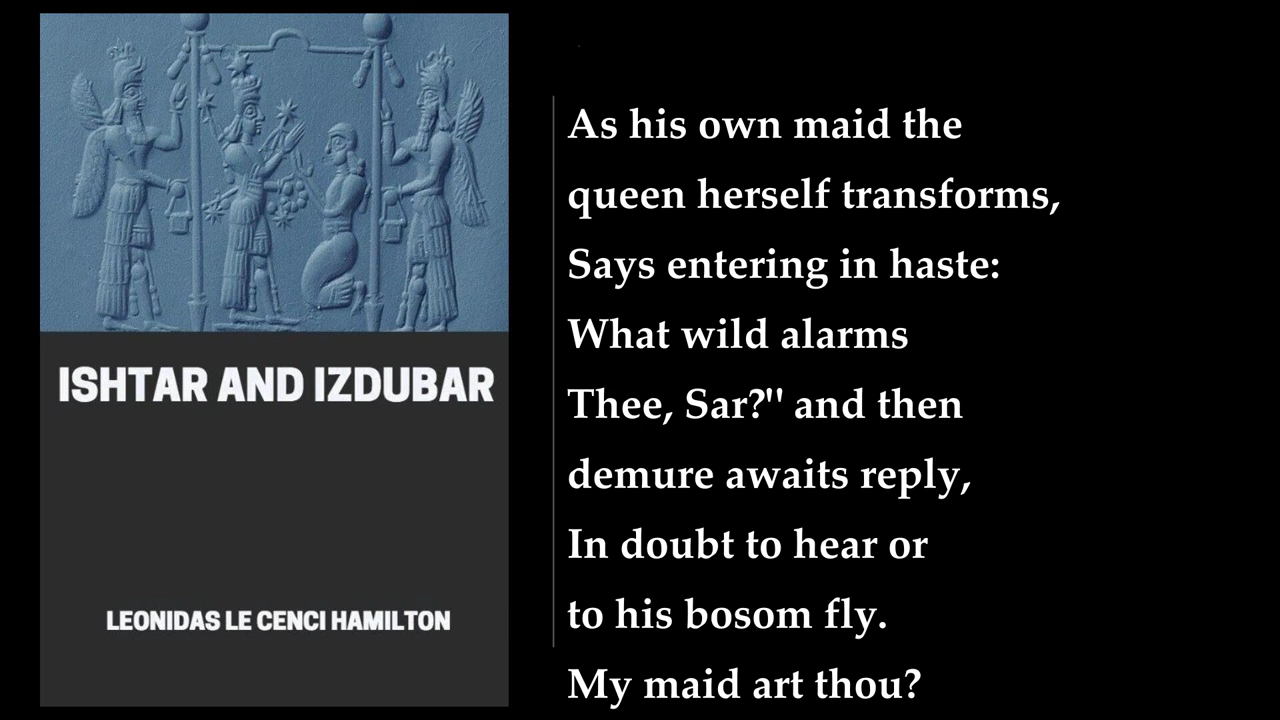 ISHTAR AND IZDUBAR
LEONIDAS LE CENCI HAMILTON
As his own maid the
queen herself transforms,
Says entering in haste:
What wild alarms
Thee, Sar?" and then
demure awaits reply,
In doubt to hear or
to his bosom fly.
My maid art thou?